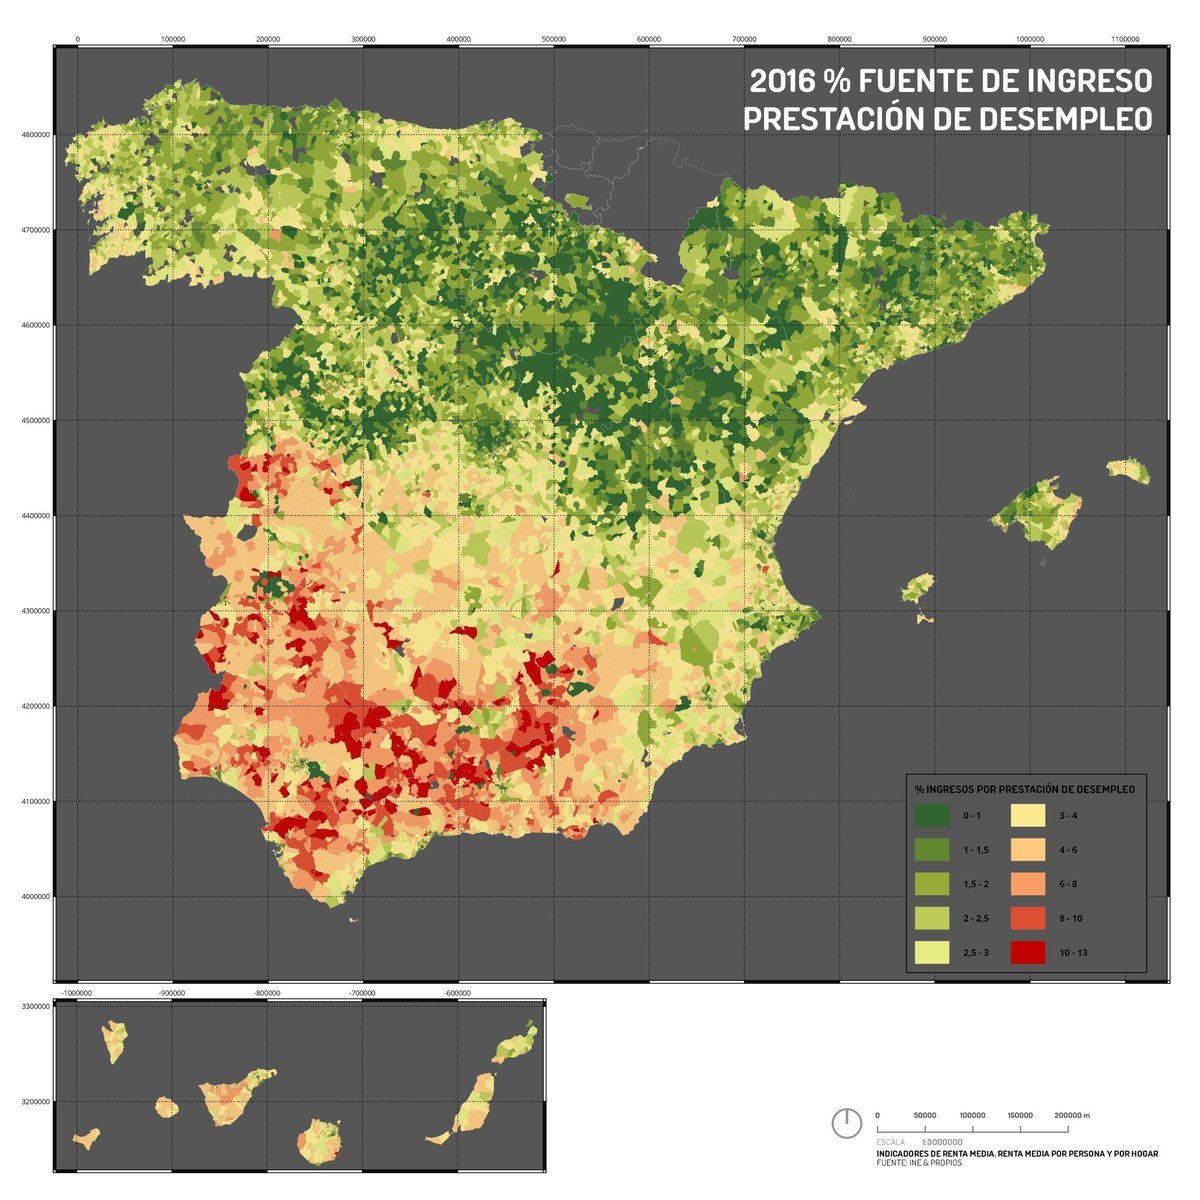 0 100000 200000 300000 400000 500000 600000 700000 800000 900000 1000000 1100000
2016 % FUENTE DE INGRESO
PRESTACIÓN DE DESEMPLEO
4800000
4700000
4600000
4500000
4400000
4300000
4200000
4100000
4000000
% INGRESOS POR PRESTACIÓN DE DESEMPLEO
0 - 1 3 - 4
1 - 1,5 4 - 6
1,5 - 2 6 - 8
2 - 2,5 8 - 10
2,5 - 3 10 - 13
-1000000 -900000 -800000 -700000 -600000
3300000
3200000
0 50000 100000 150000 200000 m
ESCALA 1:3000000
INDICADORES DE RENTA MEDIA. RENTA MEDIA POR PERSONA Y POR HOGAR
FUENTE: INE & PROPIOS